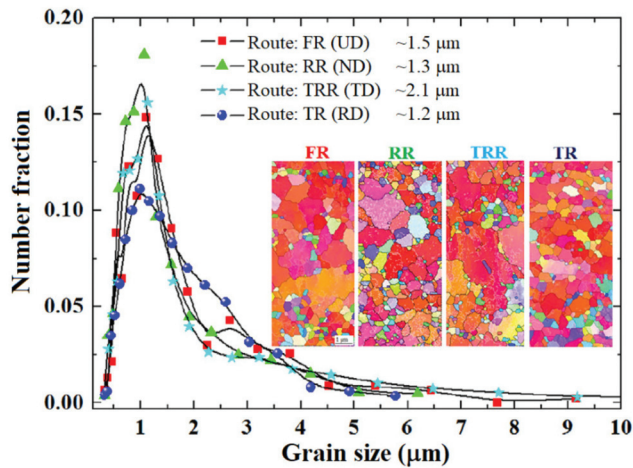 0.20
0.15
0.10
0.05
0.00
Number fraction
Route: FR (UD) ~1.5 μm
Route: RR (ND) ~1.3 μm
Route: TRR (TD) ~2.1 μm
Route: TR (RD) ~1.2 μm
FR RR TRR TR
1 μm
1 2 3 4 5 6 7 8 9 10
Grain size (μm)